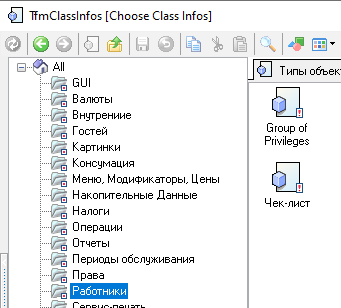 TfmClassInfos [Choose Class Infos]
All
GUI
Валюты
Внутренние
Гостей
Картинки
Консумация
Меню, Модификаторы, Цены
Накопительные Данные
Налоги
Операции
Отчеты
Периоды обслуживания
Права
Работники
Сервис-печать
Типы объект
Group of
Privileges
Чек-лист